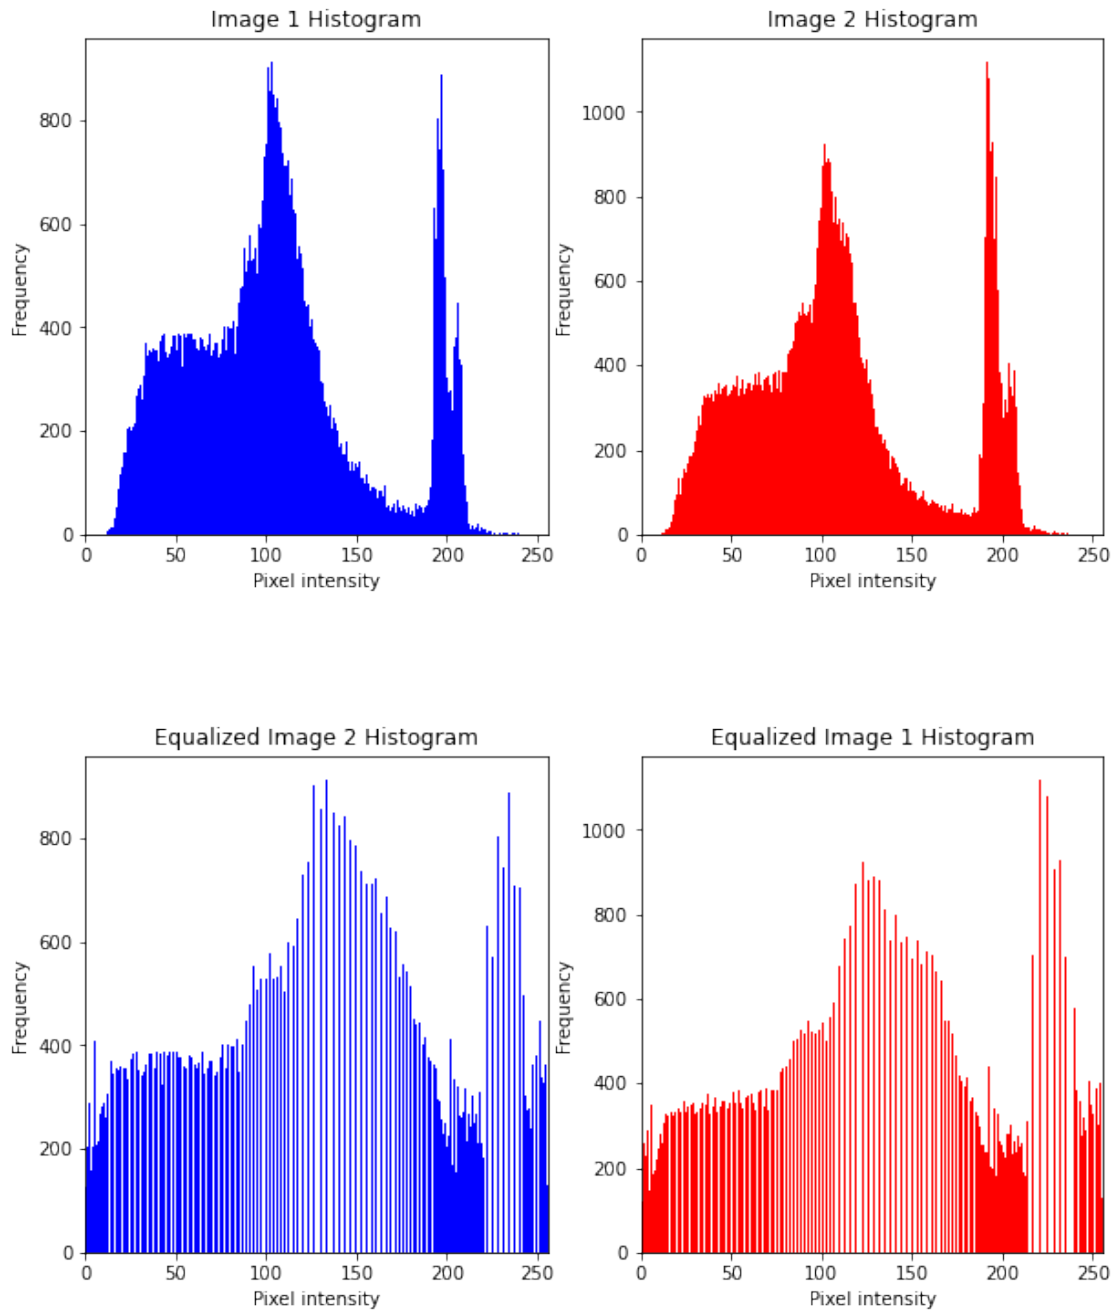 Image 1 Histogram
Image 2 Histogram
800
600
400
200
0
Frequency
0 50 100 150 200 250
Pixel intensity
1000
800
600
400
200
0
Frequency
0 50 100 150 200 250
Pixel intensity
Equalized Image 2 Histogram
Equalized Image 1 Histogram
800
600
400
200
0
Frequency
0 50 100 150 200 250
Pixel intensity
1000
800
600
400
200
0
Frequency
0 50 100 150 200 250
Pixel intensity